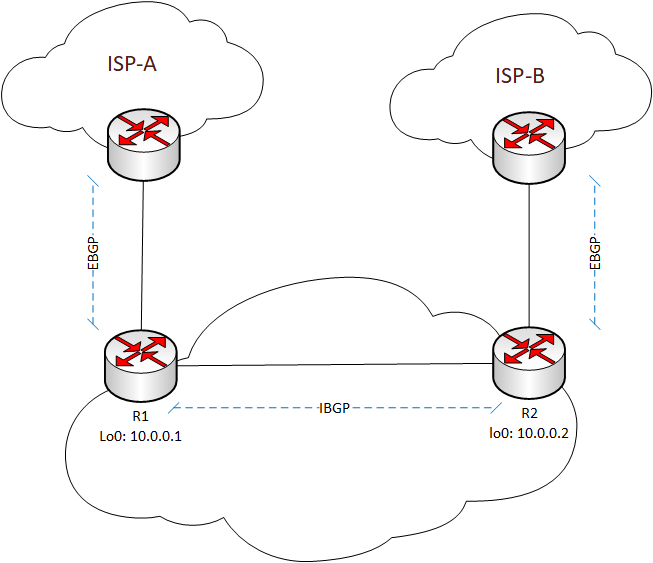 ISP-A
ISP-B
EBGP
EBGP
IBGP
R1
Lo0: 10.0.0.1
R2
lo0: 10.0.0.2